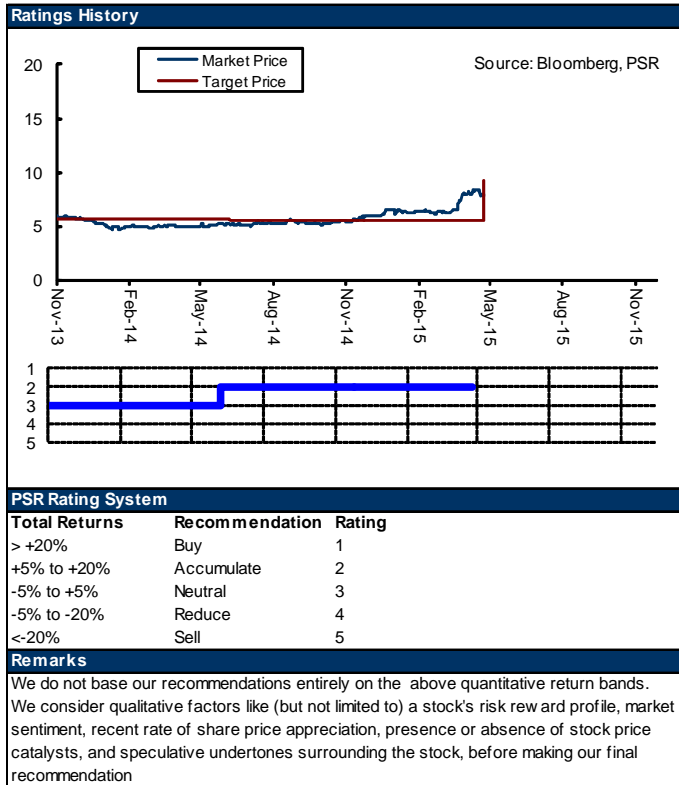 Ratings History
Market Price
Target Price
Source: Bloomberg, PSR
20
15
10
5
0
Nov-13
Feb-14
May-14
Aug-14
Nov-14
Feb-15
May-15
Aug-15
Nov-15
1
2
3
4
5
PSR Rating System
Total Returns Recommendation Rating
> +20% Buy 1
+5% to +20% Accumulate 2
-5% to +5% Neutral 3
-5% to -20% Reduce 4
<-20% Sell 5
Remarks
We do not base our recommendations entirely on the above quantitative return bands.
We consider qualitative factors like (but not limited to) a stock's risk reward profile, market
sentiment, recent rate of share price appreciation, presence or absence of stock price
catalysts, and speculative undertones surrounding the stock, before making our final
recommendation